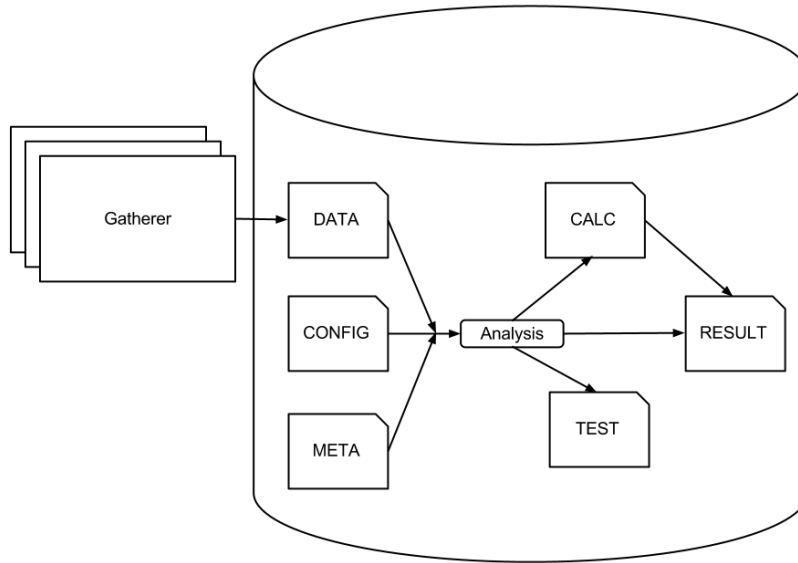 Gatherer
DATA
CALC
CONFIG
Analysis
RESULT
META
TEST